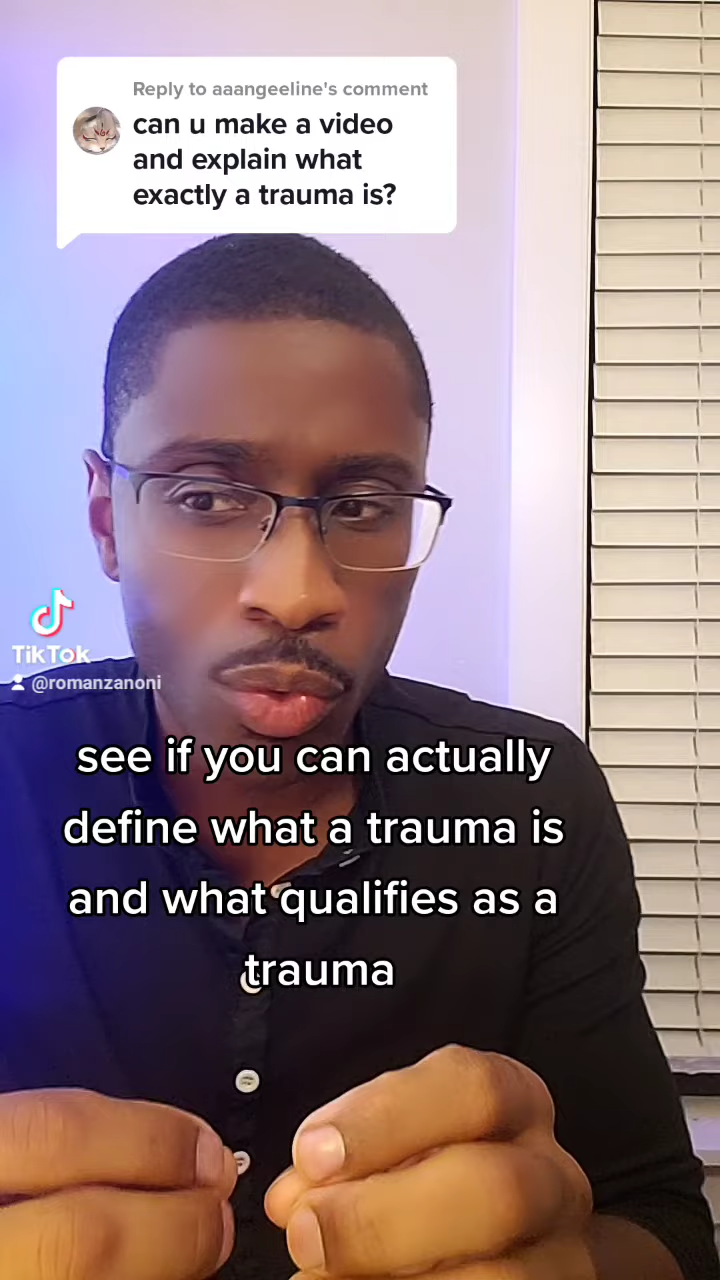 Reply to aaangeeline's comment
can u make a video
and explain what
exactly a trauma is?
TikTok
@romanzanoni
see if you can actually
define what a trauma is
and what qualifies as a
trauma